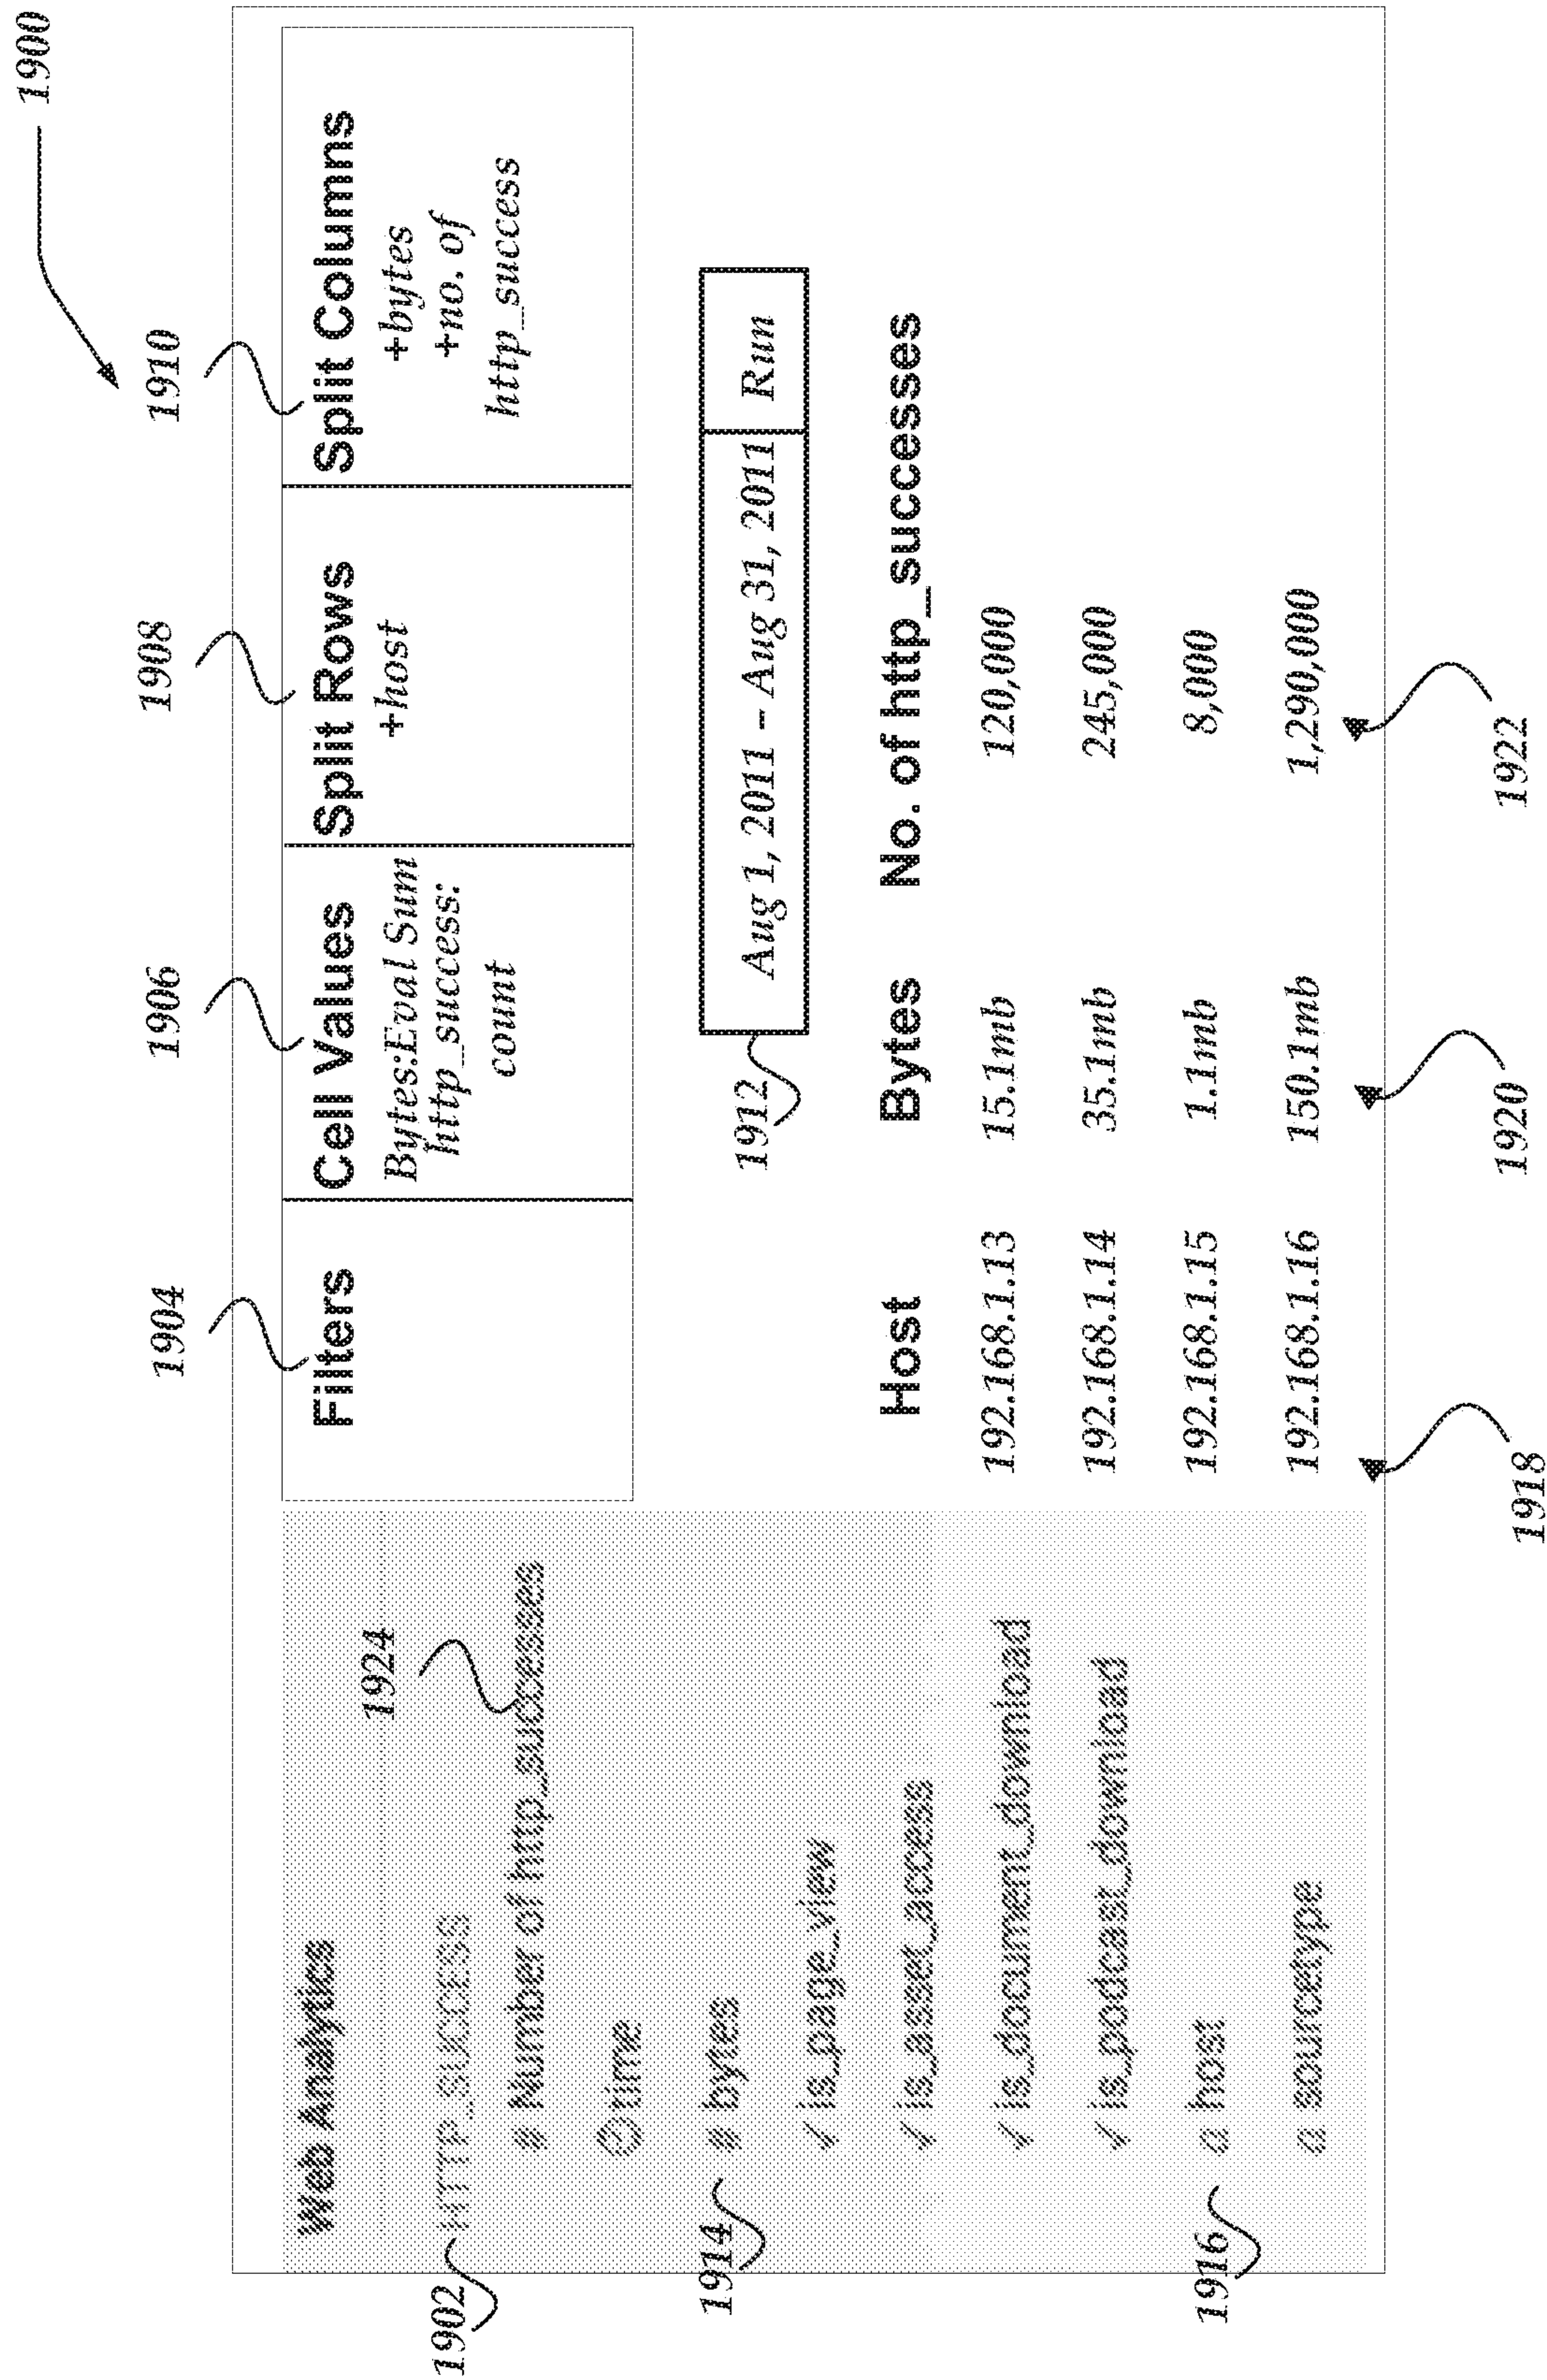 1900
1904
1906
1908
1910
Web Analytics
1902
HTTP_SUCCESS
1924
# Number of http_successes
time
1914
# bytes
✓ is_page_view
✓ is_asset_access
✓ is_document_download
✓ is_podcast_download
1916
a host
a sourcetype
Filters
Cell Values
Bytes:Eval Sum
http_success:
count
Split Rows
+host
Split Columns
+bytes
+no. of
http_success
1912
Aug 1, 2011 – Aug 31, 2011 Run
Host Bytes No. of http_successes
192.168.1.13 15.1mb 120,000
192.168.1.14 35.1mb 245,000
192.168.1.15 1.1mb 8,000
192.168.1.16 150.1mb 1,290,000
1918
1920
1922